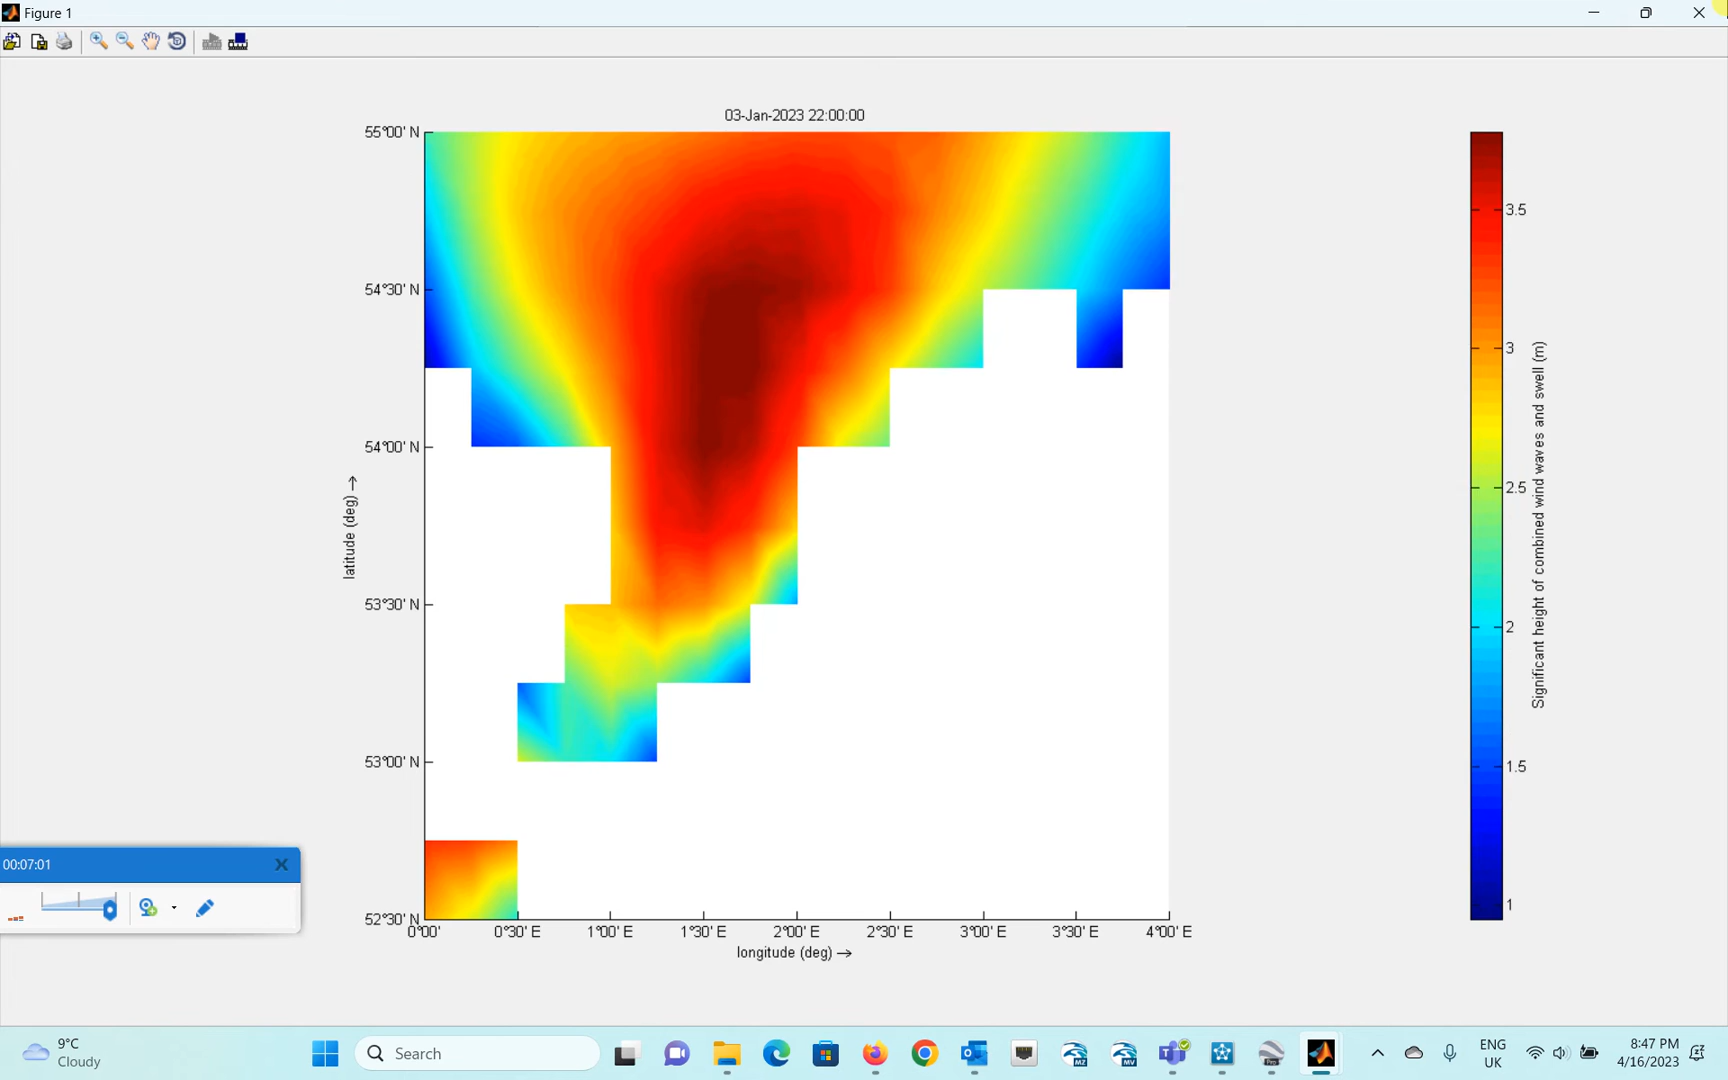 Figure 1
03-Jan-2023 22:00:00
55°00' N
54°30' N
54°00' N
53°30' N
53°00' N
52°30' N
latitude (deg) →
0°00'
0°30' E
1°00' E
1°30' E
2°00' E
2°30' E
3°00' E
3°30' E
4°00' E
longitude (deg) →
3.5
3
2.5
2
1.5
1
Significant height of combined wind waves and swell (m)
00:07:01
9°C
Cloudy
Search
Pro
MZ
MV
ENG
UK
8:47 PM
4/16/2023